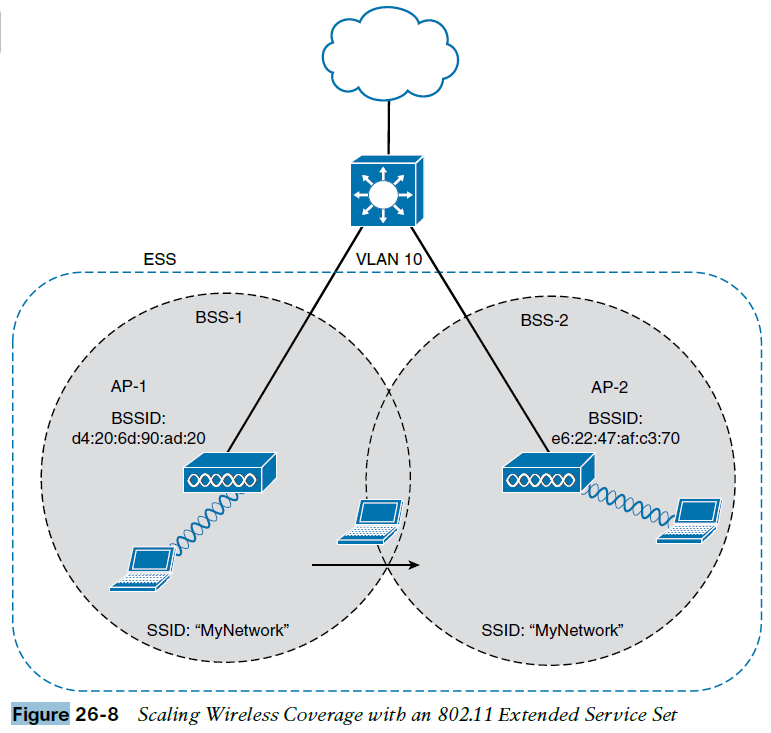 ESS
VLAN 10
BSS-1
BSS-2
AP-1
BSSID:
d4:20:6d:90:ad:20
AP-2
BSSID:
e6:22:47:af:c3:70
SSID: “MyNetwork”
SSID: “MyNetwork”
Figure 26-8 Scaling Wireless Coverage with an 802.11 Extended Service Set